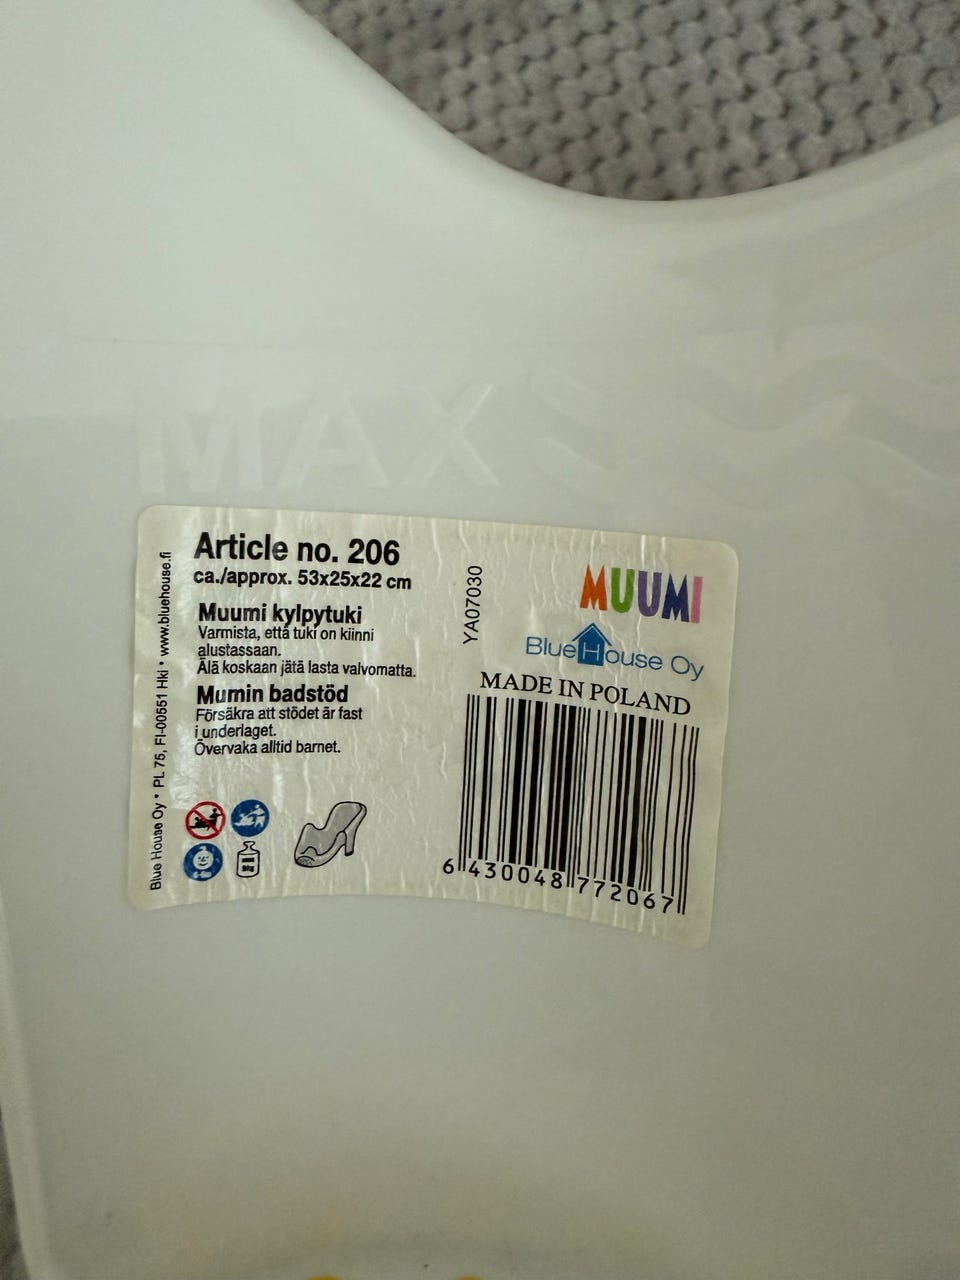 MAX
Article no. 206
ca./approx. 53x25x22 cm
Muumi kylpytuki
Varmista, että tuki on kiinni
alustassaan.
Älä koskaan jätä lasta valvomatta.
Mumin badstöd
Försäkra att stödet är fast
i underlaget.
Övervaka alltid barnet.
Blue House Oy • PL 75, FI-00551 Hki • www.bluehouse.fi
YA07030
MUUMI
BlueHouse Oy
MADE IN POLAND
6 430048 772067